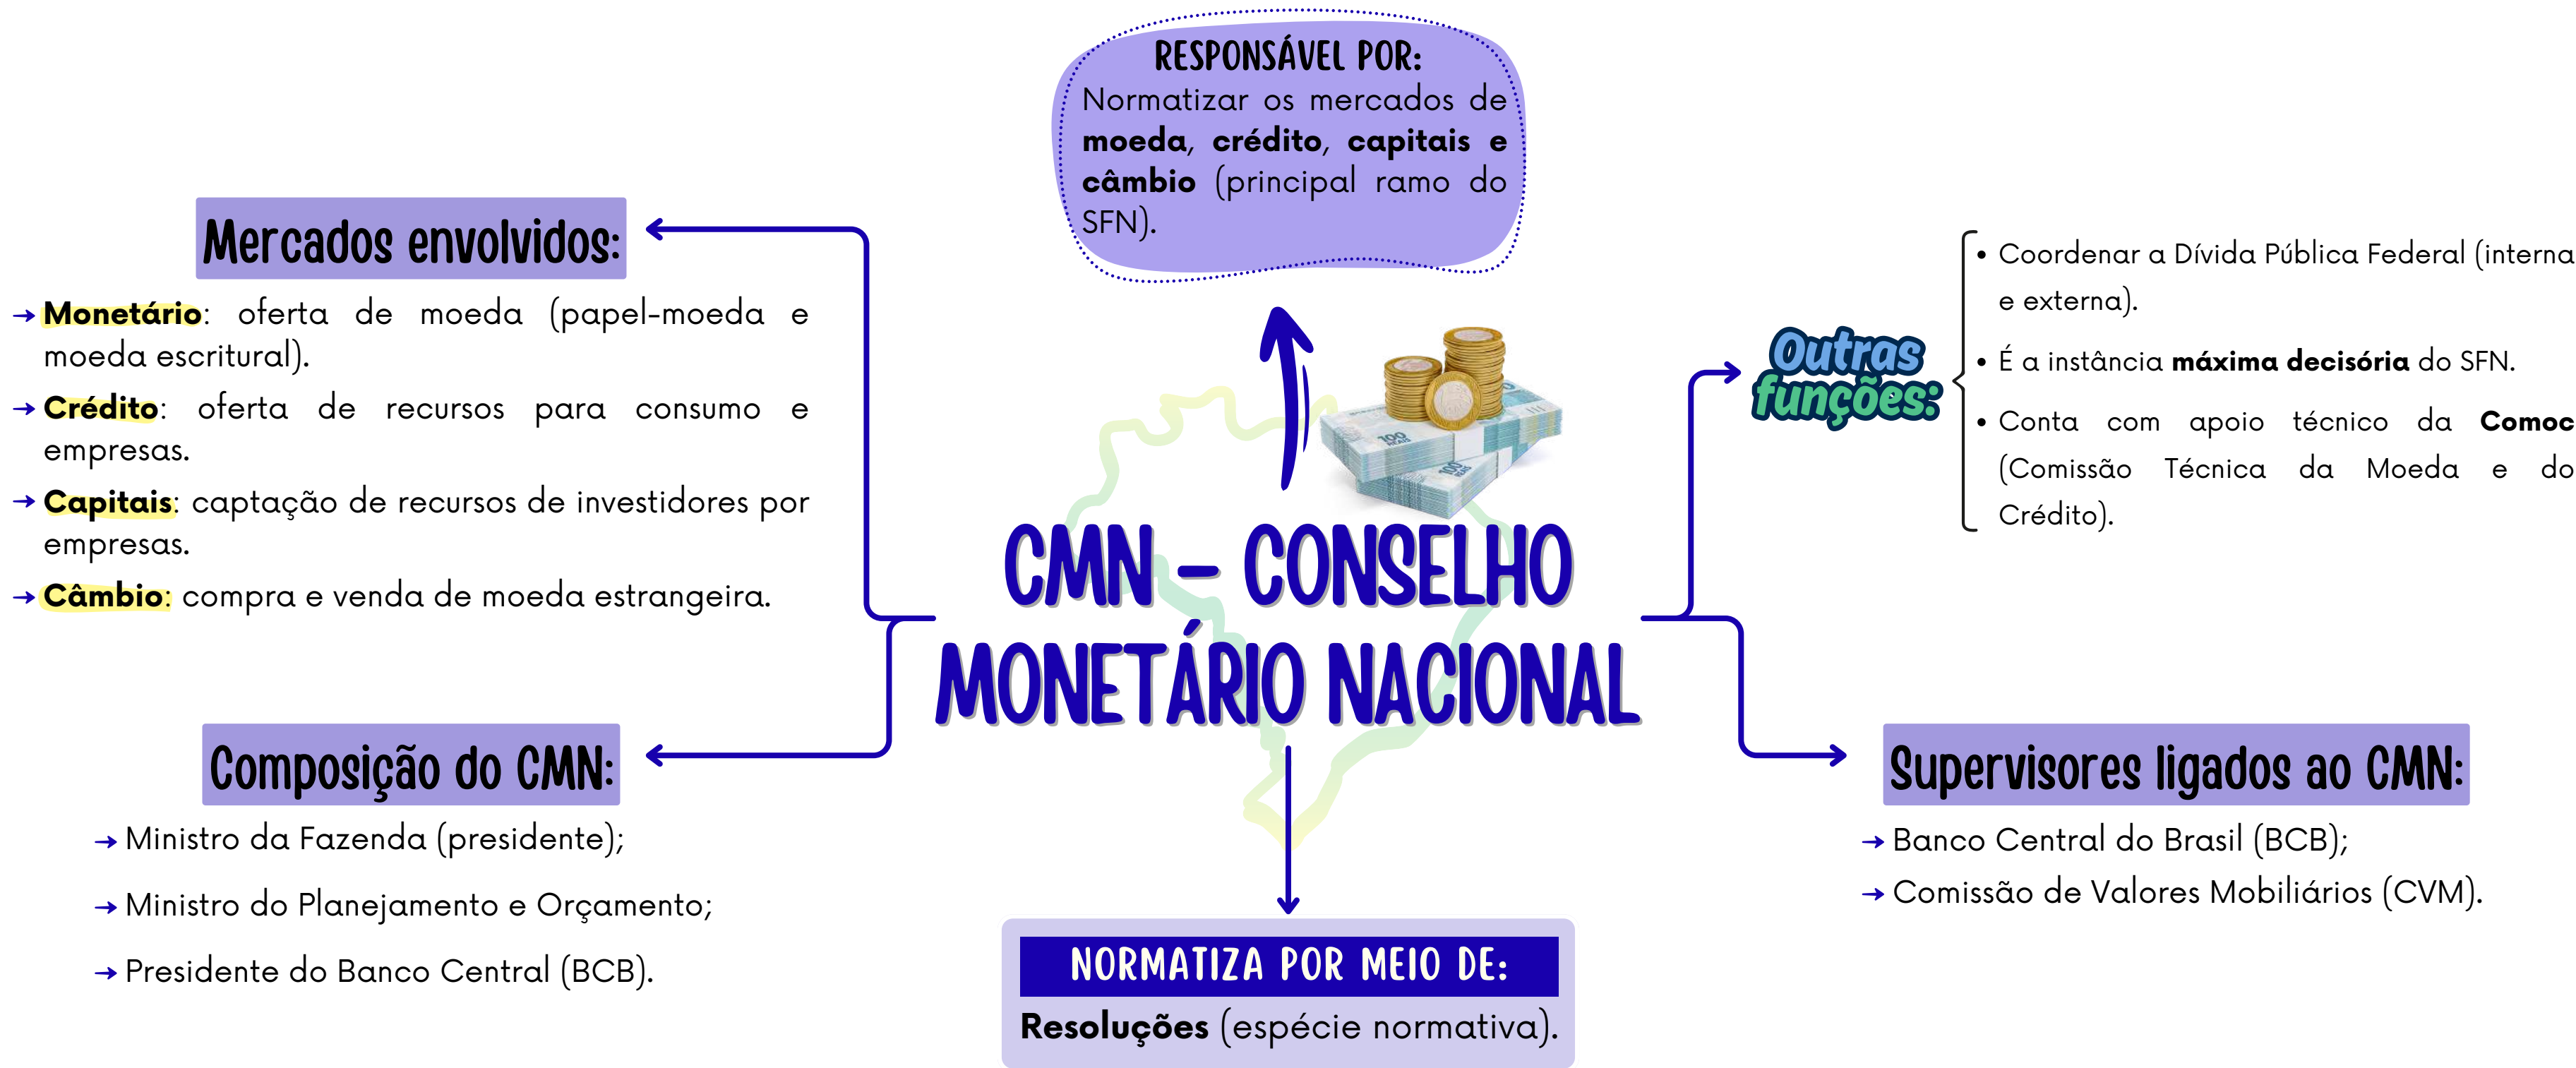 RESPONSÁVEL POR:
Normatizar os mercados de
moeda, crédito, capitais e
câmbio (principal ramo do
SFN).
Mercados envolvidos:
→ Monetário: oferta de moeda (papel-moeda e
moeda escritural).
→ Crédito: oferta de recursos para consumo e
empresas.
→ Capitais: captação de recursos de investidores por
empresas.
→ Câmbio: compra e venda de moeda estrangeira.
Outras
funções:
• Coordenar a Dívida Pública Federal (interna
e externa).
• É a instância máxima decisória do SFN.
• Conta com apoio técnico da Comoc
(Comissão Técnica da Moeda e do
Crédito).
100
REAIS
100
CMN – CONSELHO
MONETÁRIO NACIONAL
Composição do CMN:
→ Ministro da Fazenda (presidente);
→ Ministro do Planejamento e Orçamento;
→ Presidente do Banco Central (BCB).
Supervisores ligados ao CMN:
→ Banco Central do Brasil (BCB);
→ Comissão de Valores Mobiliários (CVM).
NORMATIZA POR MEIO DE:
Resoluções (espécie normativa).